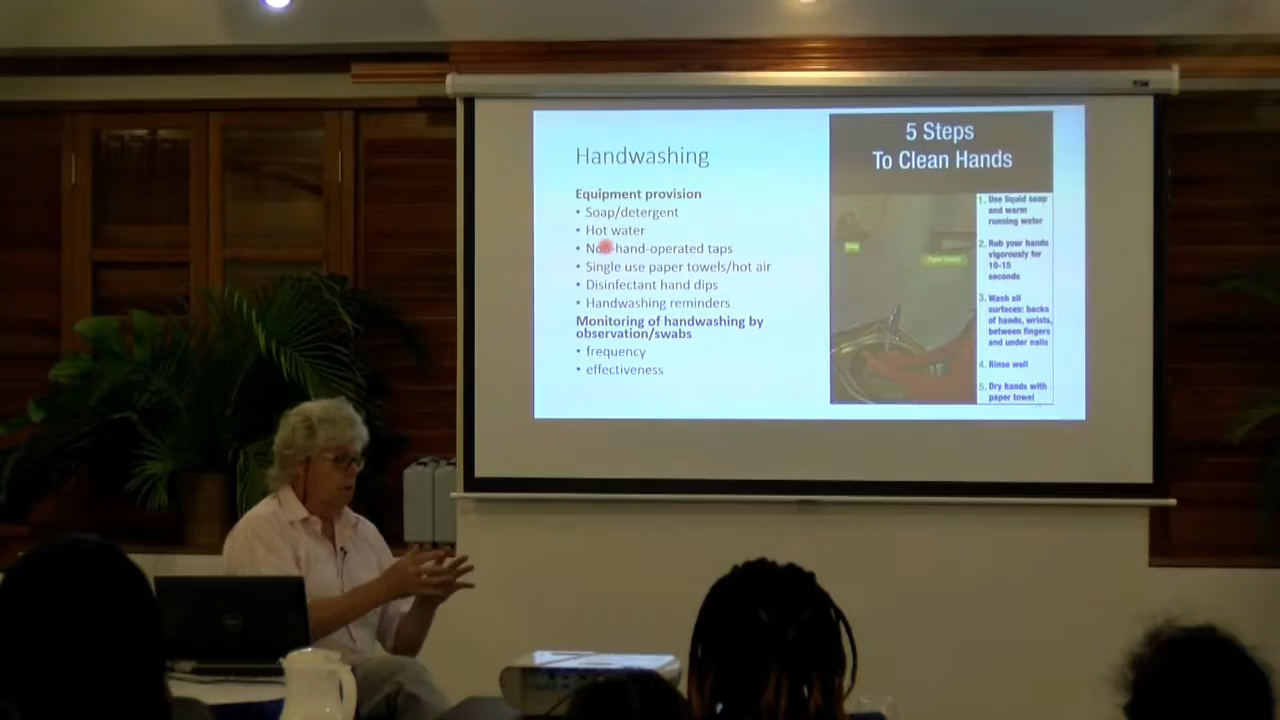 Handwashing
Equipment provision
• Soap/detergent
• Hot water
• Non-hand-operated taps
• Single use paper towels/hot air
• Disinfectant hand dips
• Handwashing reminders
Monitoring of handwashing by
observation/swabs
• frequency
• effectiveness
5 Steps
To Clean Hands
Paper towels
1. Use liquid soap
and warm
running water
2. Rub your hands
vigorously for
10-15
seconds
3. Wash all
surfaces: backs
of hands, wrists,
between fingers
and under nails
4. Rinse well
5. Dry hands with
paper towel